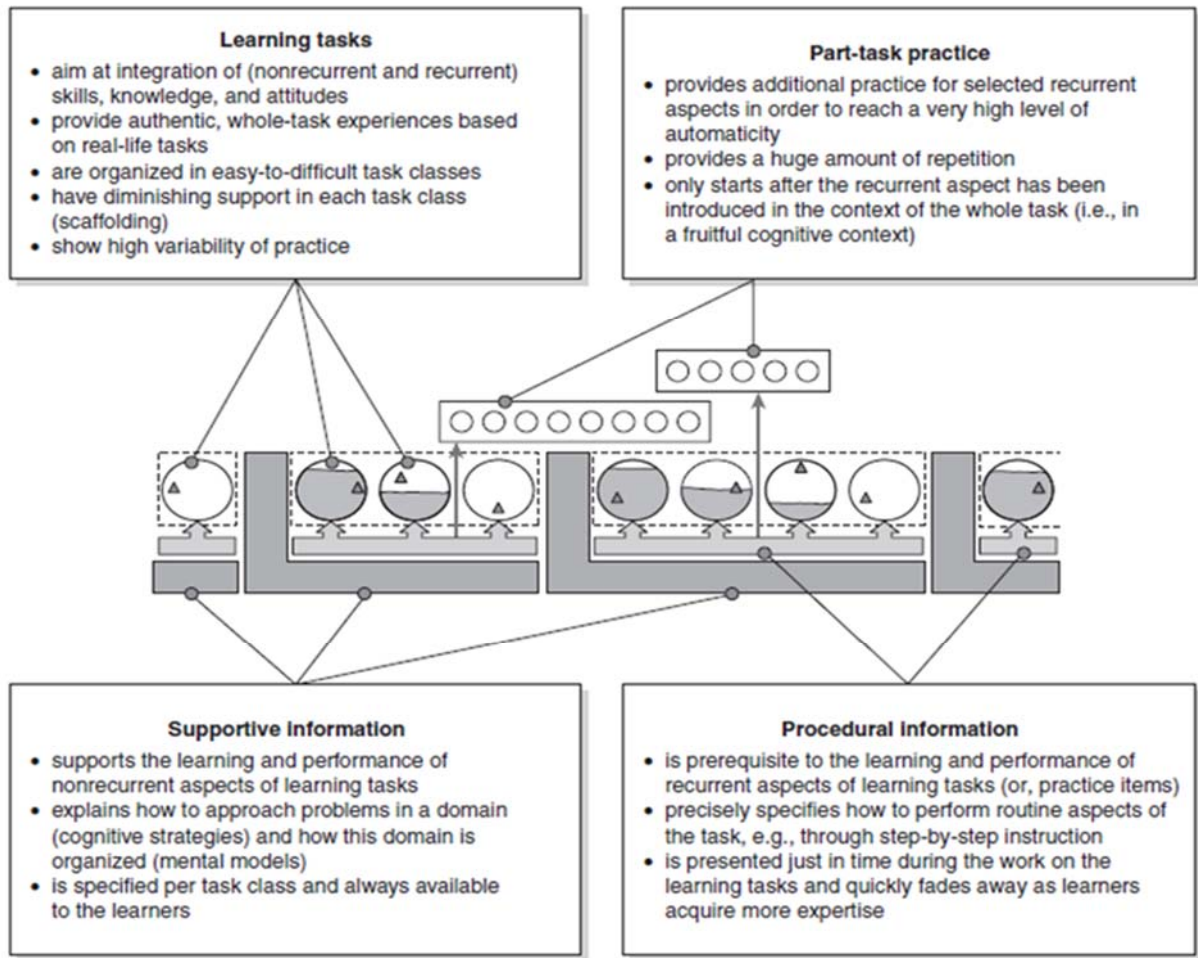 Learning tasks
• aim at integration of (nonrecurrent and recurrent)
skills, knowledge, and attitudes
• provide authentic, whole-task experiences based
on real-life tasks
• are organized in easy-to-difficult task classes
• have diminishing support in each task class
(scaffolding)
• show high variability of practice
Part-task practice
• provides additional practice for selected recurrent
aspects in order to reach a very high level of
automaticity
• provides a huge amount of repetition
• only starts after the recurrent aspect has been
introduced in the context of the whole task (i.e., in
a fruitful cognitive context)
Supportive information
• supports the learning and performance of
nonrecurrent aspects of learning tasks
• explains how to approach problems in a domain
(cognitive strategies) and how this domain is
organized (mental models)
• is specified per task class and always available
to the learners
Procedural information
• is prerequisite to the learning and performance of
recurrent aspects of learning tasks (or, practice items)
• precisely specifies how to perform routine aspects of
the task, e.g., through step-by-step instruction
• is presented just in time during the work on the
learning tasks and quickly fades away as learners
acquire more expertise